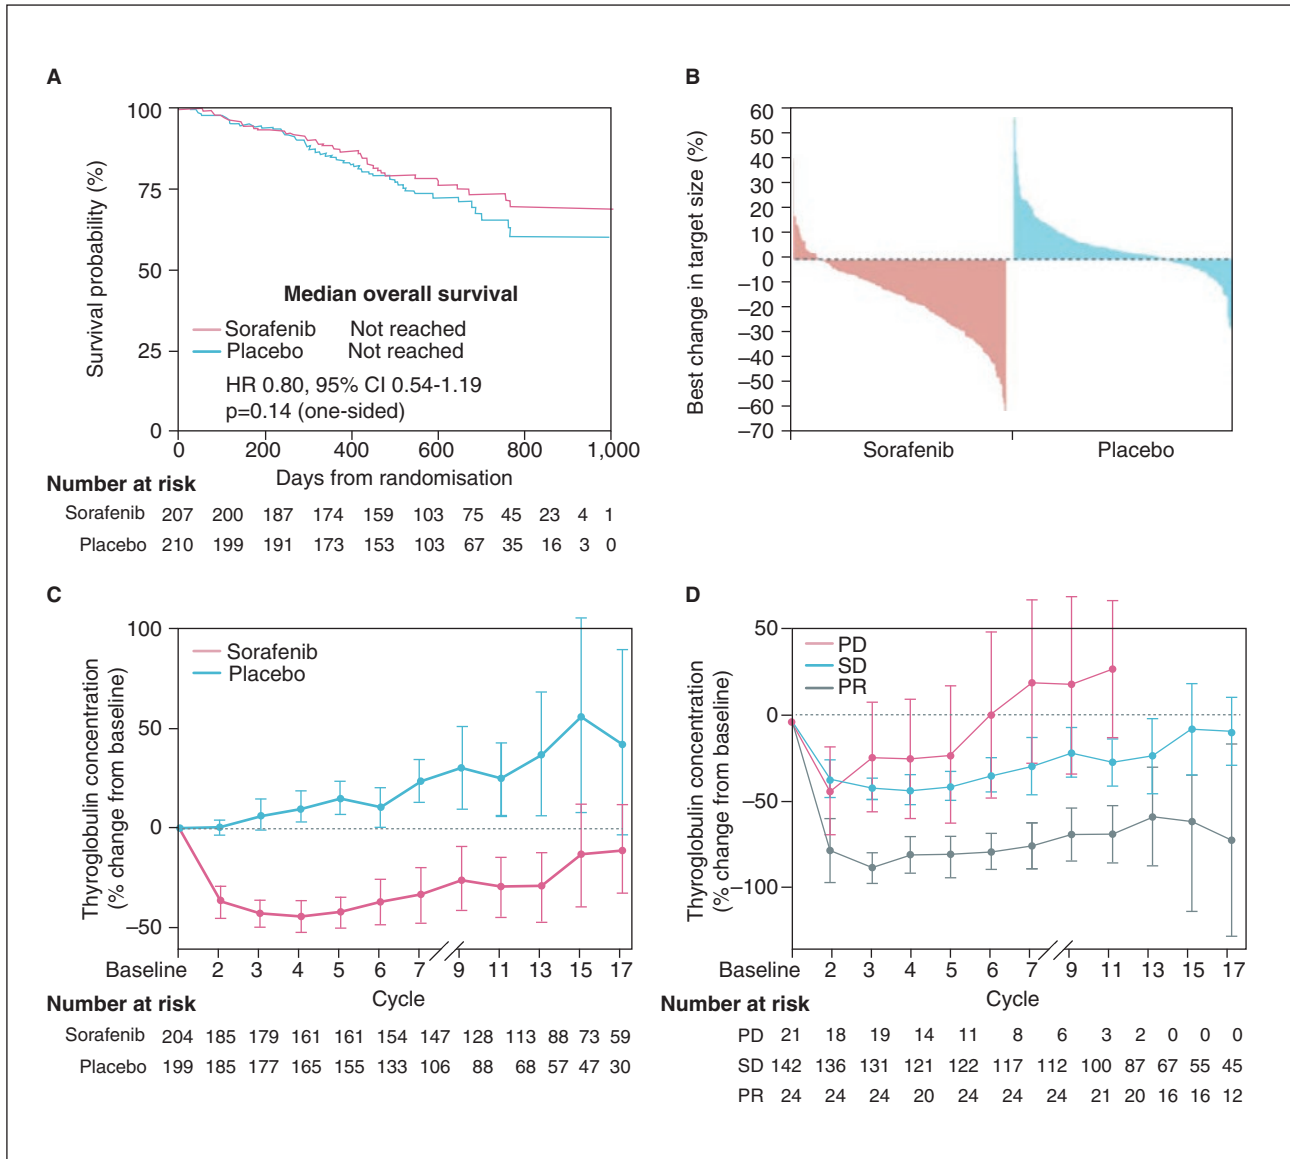 A
Survival probability (%)
100
75
50
25
0
Median overall survival
Sorafenib Not reached
Placebo Not reached
HR 0.80, 95% CI 0.54-1.19
p=0.14 (one-sided)
0 200 400 600 800 1,000
Days from randomisation
Number at risk
Sorafenib 207 200 187 174 159 103 75 45 23 4 1
Placebo 210 199 191 173 153 103 67 35 16 3 0
B
Best change in target size (%)
60
50
40
30
20
10
0
–10
–20
–30
–40
–50
–60
–70
Sorafenib Placebo
C
Thyroglobulin concentration
(% change from baseline)
100
50
0
–50
Sorafenib
Placebo
Baseline 2 3 4 5 6 7 9 11 13 15 17
Cycle
Number at risk
Sorafenib 204 185 179 161 161 154 147 128 113 88 73 59
Placebo 199 185 177 165 155 133 106 88 68 57 47 30
D
Thyroglobulin concentration
(% change from baseline)
50
0
–50
–100
PD
SD
PR
Baseline 2 3 4 5 6 7 9 11 13 15 17
Cycle
Number at risk
PD 21 18 19 14 11 8 6 3 2 0 0 0
SD 142 136 131 121 122 117 112 100 87 67 55 45
PR 24 24 24 20 24 24 24 21 20 16 16 12